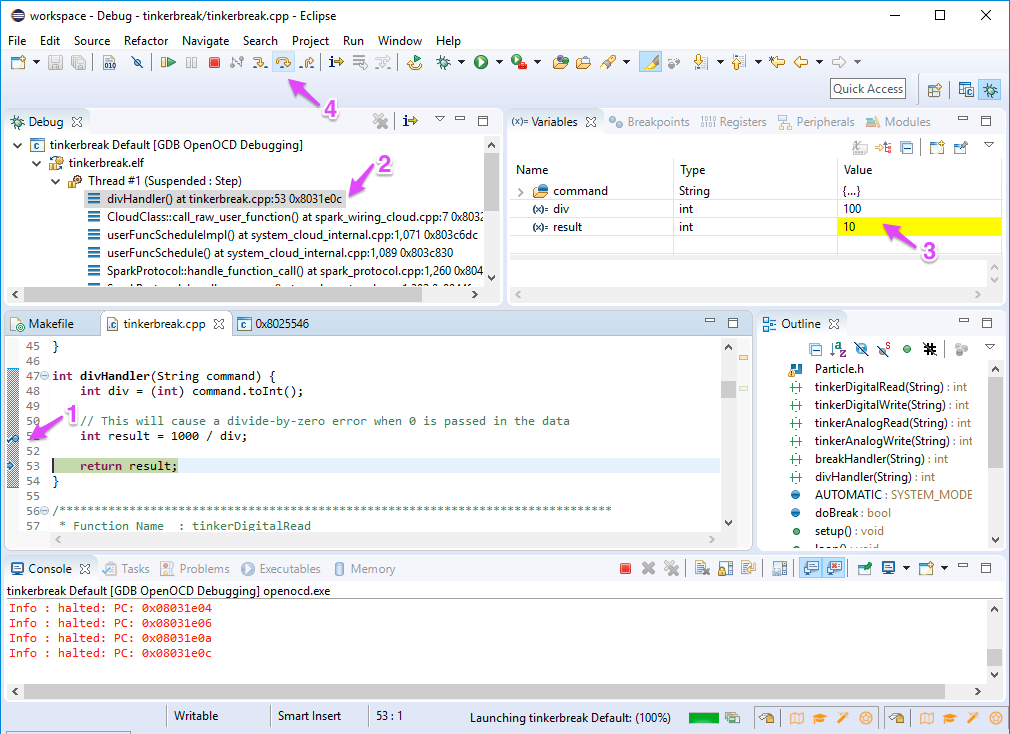 workspace - Debug - tinkerbreak/tinkerbreak.cpp - Eclipse
File Edit Source Refactor Navigate Search Project Run Window Help
010
4
Quick Access
Debug
tinkerbreak Default [GDB OpenOCD Debugging]
tinkerbreak.elf
2
Thread #1 (Suspended : Step)
divHandler() at tinkerbreak.cpp:53 0x8031e0c
CloudClass::call_raw_user_function() at spark_wiring_cloud.cpp:7 0x803
userFuncScheduleImpl() at system_cloud_internal.cpp:1,071 0x803c6dc
userFuncSchedule() at system_cloud_internal.cpp:1,089 0x803c830
SparkProtocol::handle_function_call() at spark_protocol.cpp:1,260 0x804
(x)= Variables Breakpoints 1010 0101 Registers Peripherals Modules
Name Type Value
command String {...}
(x)= div int 100
(x)= result int 10
3
Makefile tinkerbreak.cpp 0x8025546
45 }
46
47 int divHandler(String command) {
48 int div = (int) command.toInt();
49
1
50 // This will cause a divide-by-zero error when 0 is passed in the data
int result = 1000 / div;
52
53 return result;
54 }
55
56 /******************************************************************************
57 * Function Name : tinkerDigitalRead
Outline
Particle.h
tinkerDigitalRead(String) : int
tinkerDigitalWrite(String) : int
tinkerAnalogRead(String) : int
tinkerAnalogWrite(String) : int
breakHandler(String) : int
divHandler(String) : int
AUTOMATIC : SYSTEM_MODE
doBreak : bool
setup() : void
loop() : void
Console Tasks Problems Executables Memory
tinkerbreak Default [GDB OpenOCD Debugging] openocd.exe
Info : halted: PC: 0x08031e04
Info : halted: PC: 0x08031e06
Info : halted: PC: 0x08031e0a
Info : halted: PC: 0x08031e0c
Writable Smart Insert 53 : 1 Launching tinkerbreak Default: (100%)